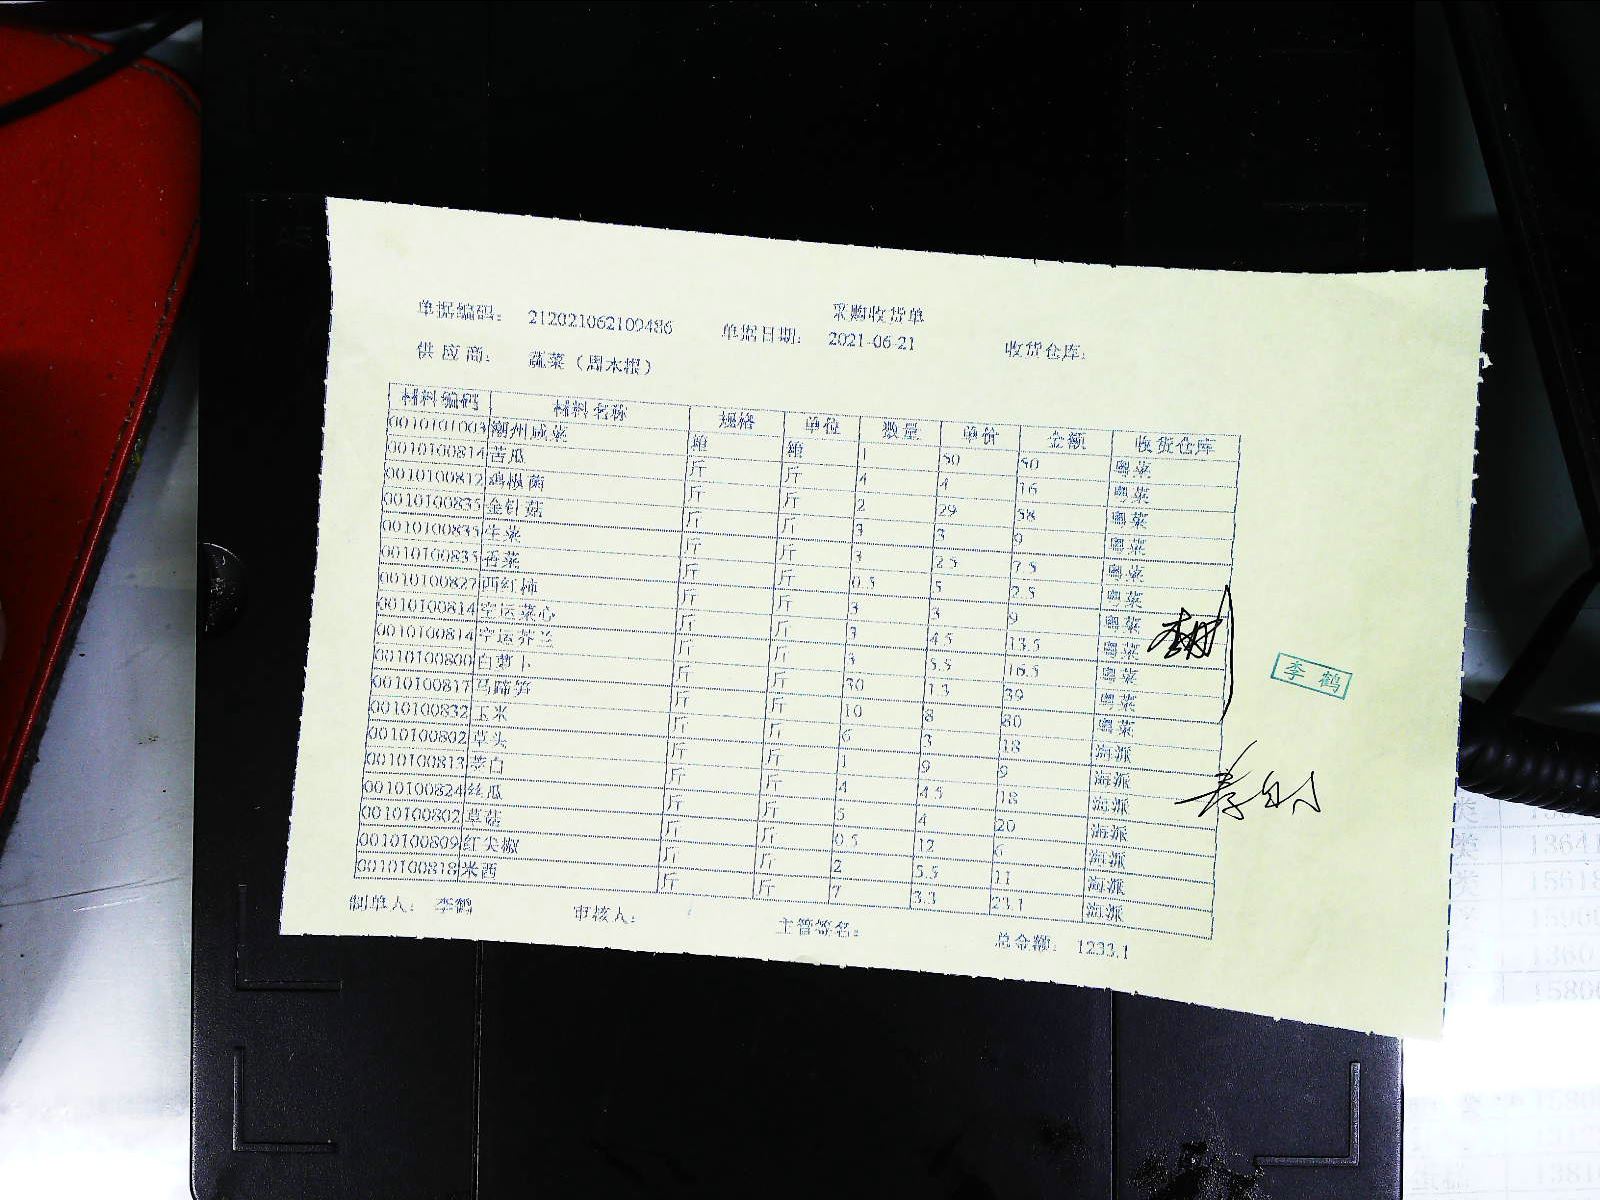 采购收货单
单据编码: 212021062109486 单据日期: 2021-06-21 收货仓库:
供应商: 蔬菜（周本根）
材料编码 材料名称 规格 单位 数量 单价 金额 收货仓库
0010101003 潮州咸菜 1 50 50 粤菜
0010100814 苦瓜 斤 斤 4 4 16 粤菜
0010100812 鸡枞菌 斤 斤 2 29 58 粤菜
0010100835 金针菇 斤 斤 3 3 9 粤菜
0010100835 生菜 斤 斤 3 2.5 7.5 粤菜
0010100835 斤 斤 0.5 5 2.5 粤菜
0010100827 西红柿 斤 斤 3 3 9 粤菜
0010100814 空运菜心 斤 斤 3 4.5 13.5 粤菜
0010100814 空运芥兰 斤 斤 3 5.5 16.5 粤菜
0010100800 白萝卜 斤 斤 30 1.3 39 粤菜
0010100817 马蹄笋 斤 斤 10 8 80 粤菜
0010100832 玉米 斤 斤 6 3 18 海派
0010100802 草头 斤 斤 1 9 9 海派
0010100813 茭白 斤 斤 4 4.5 18 海派
0010100824 丝瓜 斤 斤 5 4 20 海派
0010100802 草菇 斤 斤 0.5 12 6 海派
0010100809 红尖椒 斤 斤 2 5.5 11 海派
0010100818 米西 斤 斤 7 3.3 23.1 海派
李鹤
制单人: 李鹤 审核人: 主管签名: 总金额: 1233.1